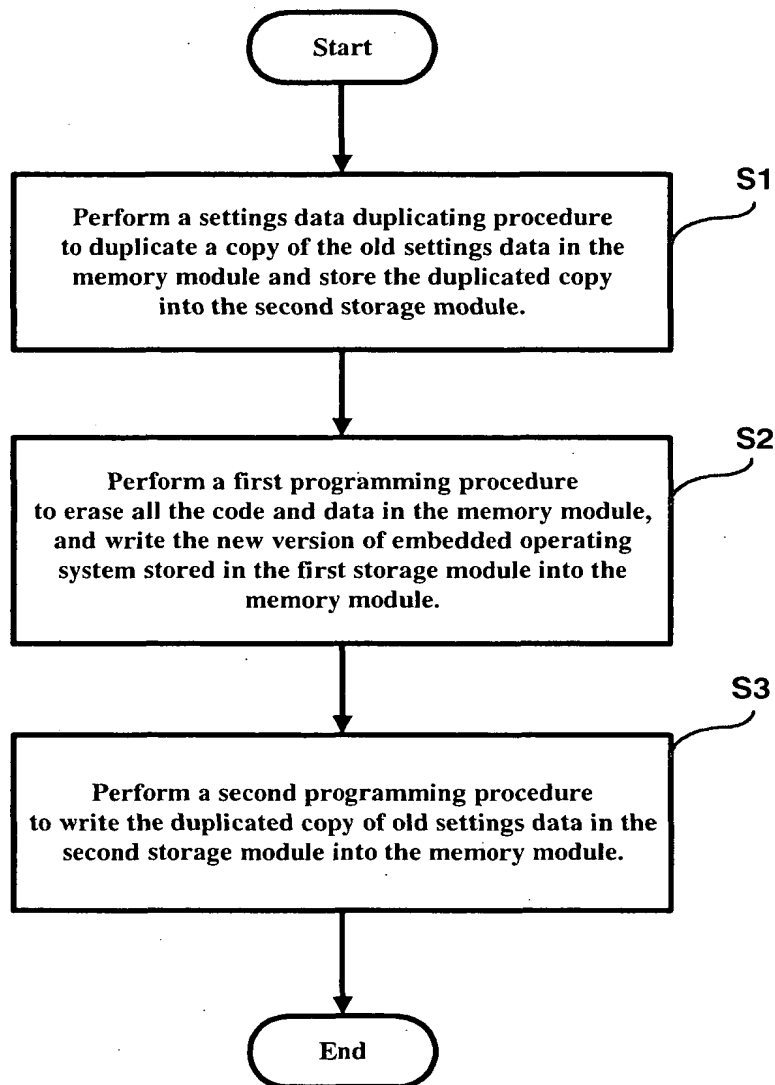 Start
S1
Perform a settings data duplicating procedure
to duplicate a copy of the old settings data in the
memory module and store the duplicated copy
into the second storage module.
S2
Perform a first programming procedure
to erase all the code and data in the memory module,
and write the new version of embedded operating
system stored in the first storage module into the
memory module.
S3
Perform a second programming procedure
to write the duplicated copy of old settings data in the
second storage module into the memory module.
End